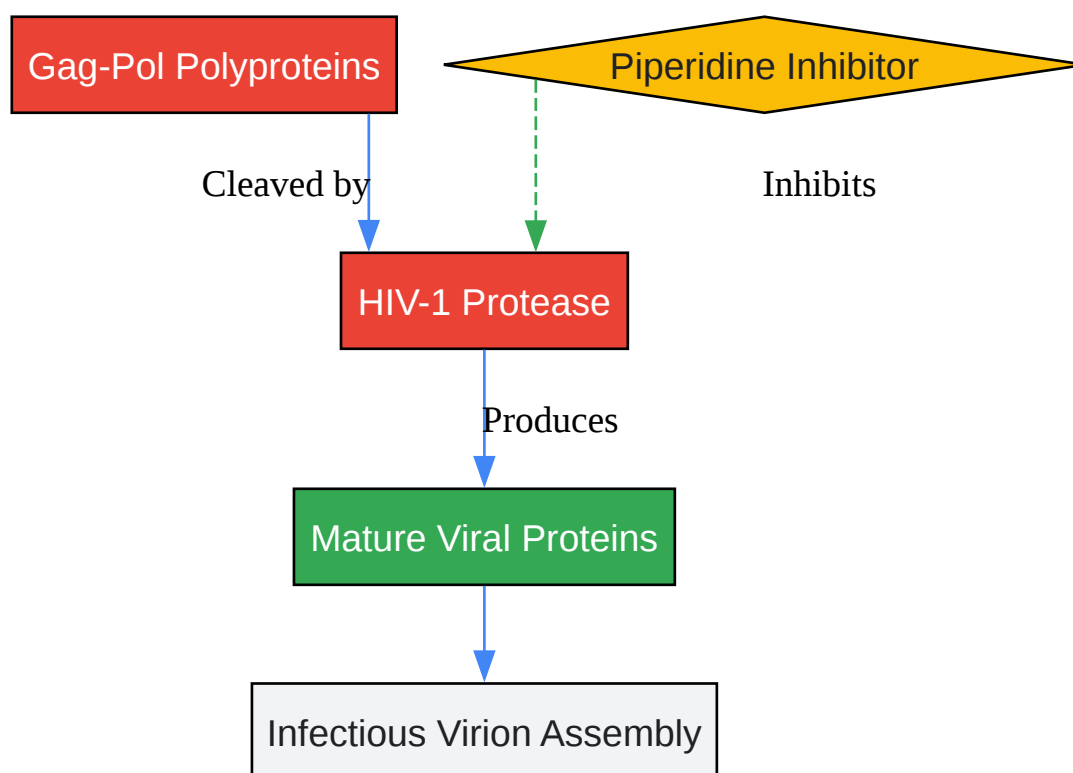 Gag-Pol Polyproteins
Piperidine Inhibitor
Cleaved by
Inhibits
HIV-1 Protease
Produces
Mature Viral Proteins
Infectious Virion Assembly